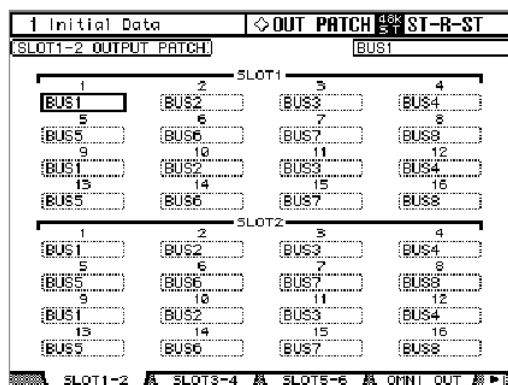 1 Initial Data ◇OUT PATCH 48K ST ST-R-ST
SLOT1-2 OUTPUT PATCH BUS1
SLOT1
1 2 3 4
BUS1 BUS2 BUS3 BUS4
5 6 7 8
BUS5 BUS6 BUS7 BUS8
9 10 11 12
BUS1 BUS2 BUS3 BUS4
13 14 15 16
BUS5 BUS6 BUS7 BUS8
SLOT2
1 2 3 4
BUS1 BUS2 BUS3 BUS4
5 6 7 8
BUS5 BUS6 BUS7 BUS8
9 10 11 12
BUS1 BUS2 BUS3 BUS4
13 14 15 16
BUS5 BUS6 BUS7 BUS8
SLOT1-2 SLOT3-4 SLOT5-6 OMNI OUT